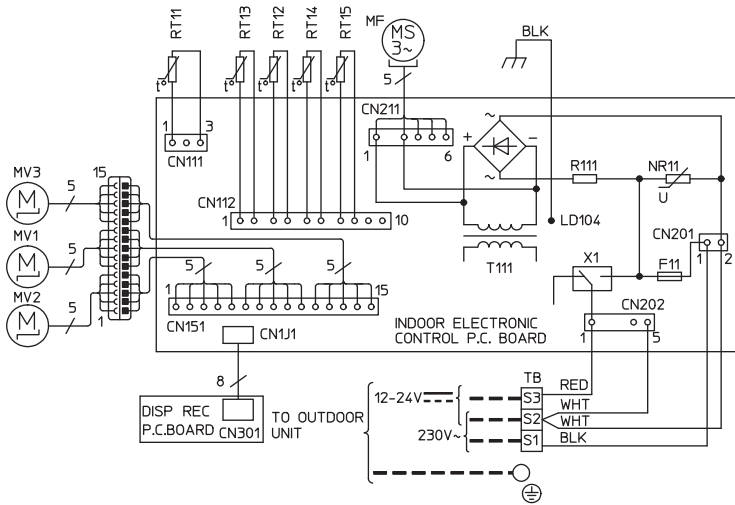 RT11
RT13
RT12
RT14
RT15
MF
MS
3~
BLK
t°
t°
t°
t°
t°
5
CN211
1
3
CN111
+
~
−
~
1
6
R111
NR11
U
MV3
15
5
M
CN112
1
10
LD104
CN201
1
2
MV1
5
M
T111
X1
F11
MV2
5
M
1
5
5
5
1
15
CN151
CN202
1
5
CN1J1
INDOOR ELECTRONIC
CONTROL P.C. BOARD
8
DISP REC
P.C.BOARD
CN301
TO OUTDOOR
UNIT
12-24V
230V~
TB
S3
S2
S1
RED
WHT
WHT
BLK